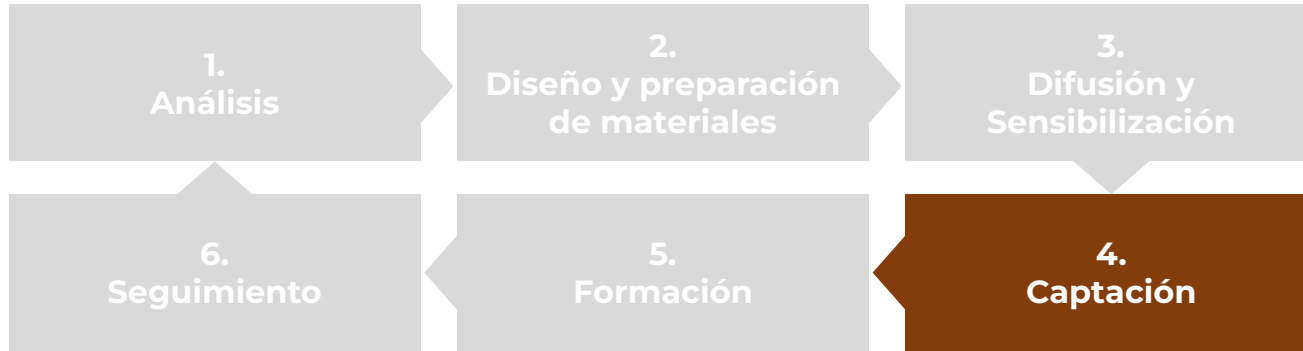 1.
Análisis
2.
Diseño y preparación
de materiales
3.
Difusión y
Sensibilización
4.
Captación
5.
Formación
6.
Seguimiento